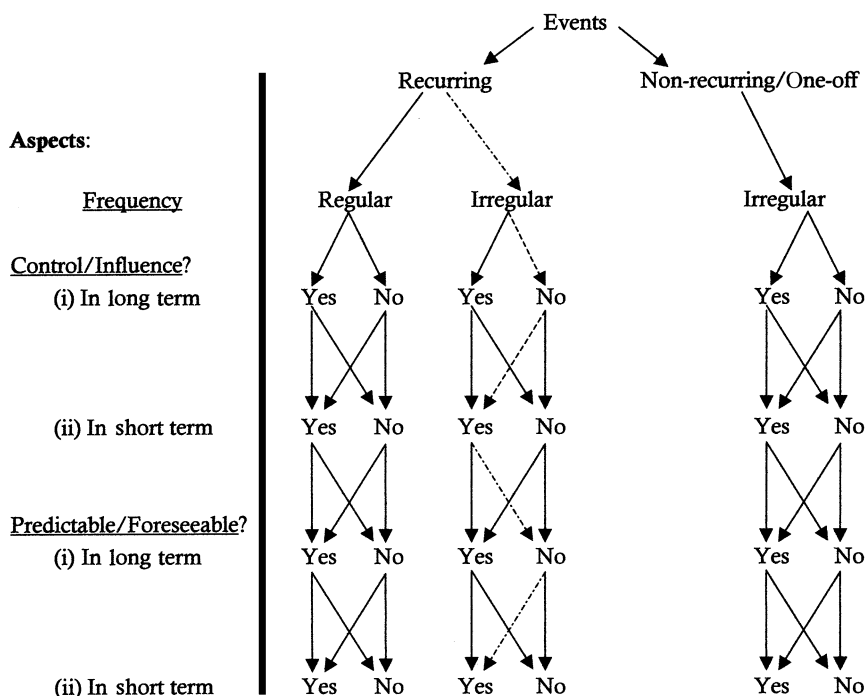 Events
Recurring Non-recurring/One-off
Aspects:
Frequency Regular Irregular Irregular
Control/Influence?
(i) In long term Yes No Yes No Yes No
(ii) In short term Yes No Yes No Yes No
Predictable/Foreseeable?
(i) In long term Yes No Yes No Yes No
(ii) In short term Yes No Yes No Yes No